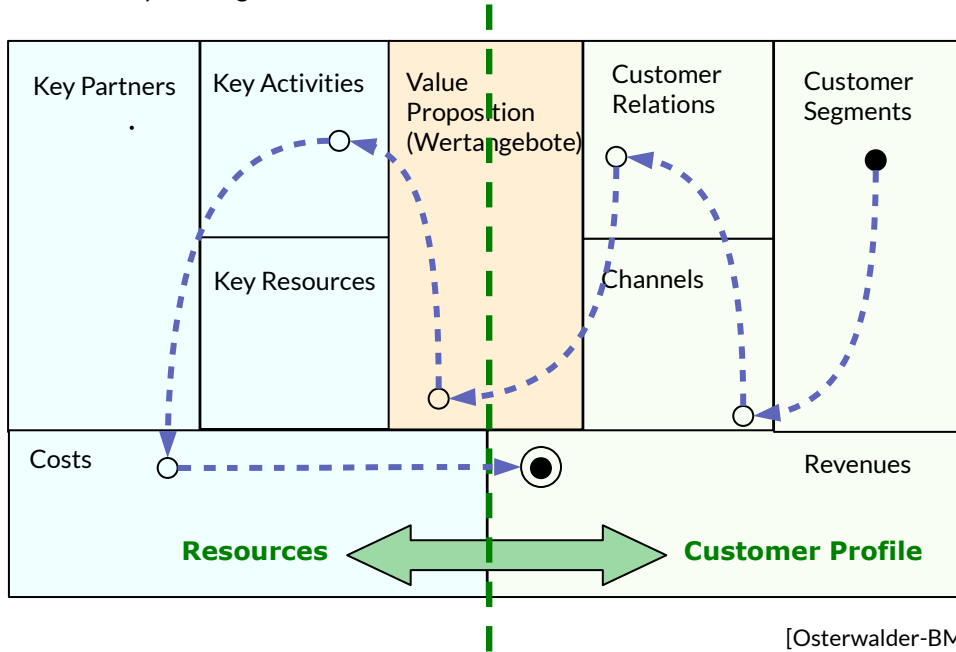 Key Partners
Key Activities
Value
Proposition
(Wertangebote)
Customer
Relations
Customer
Segments
Key Resources
Channels
Costs
Revenues
Resources
Customer Profile
[Osterwalder-BM